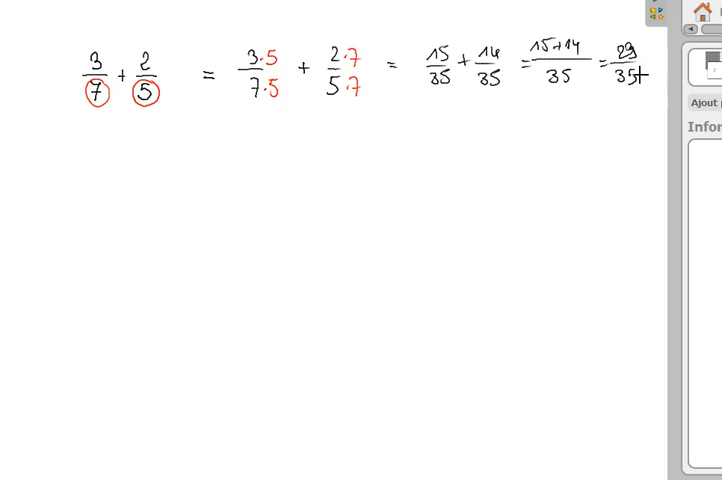 3/7 + 2/5 = 3·5/7·5 + 2·7/5·7 = 15/35 + 14/35 = 15+14/35 = 29/35
Ajout
Infor